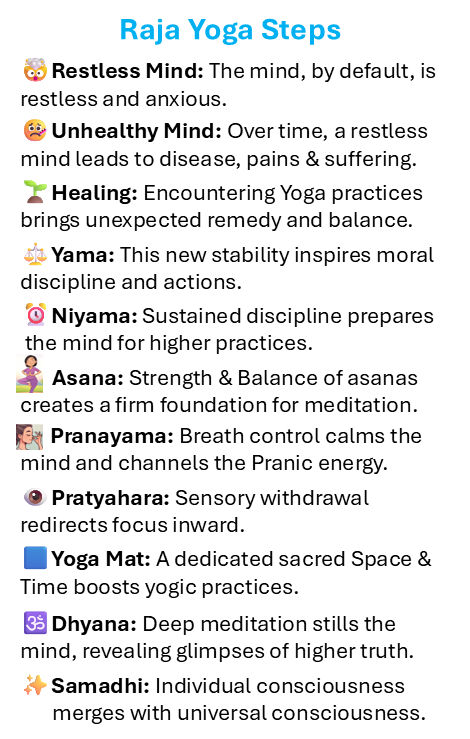 Raja Yoga Steps
🤯 Restless Mind: The mind, by default, is
restless and anxious.
🤒 Unhealthy Mind: Over time, a restless
mind leads to disease, pains & suffering.
🌱 Healing: Encountering Yoga practices
brings unexpected remedy and balance.
⚖️ Yama: This new stability inspires moral
discipline and actions.
⏰ Niyama: Sustained discipline prepares
the mind for higher practices.
Asana: Strength & Balance of asanas
creates a firm foundation for meditation.
Pranayama: Breath control calms the
mind and channels the Pranic energy.
👁️ Pratyahara: Sensory withdrawal
redirects focus inward.
🟦 Yoga Mat: A dedicated sacred Space &
Time boosts yogic practices.
🕉️ Dhyana: Deep meditation stills the
mind, revealing glimpses of higher truth.
✨ Samadhi: Individual consciousness
merges with universal consciousness.